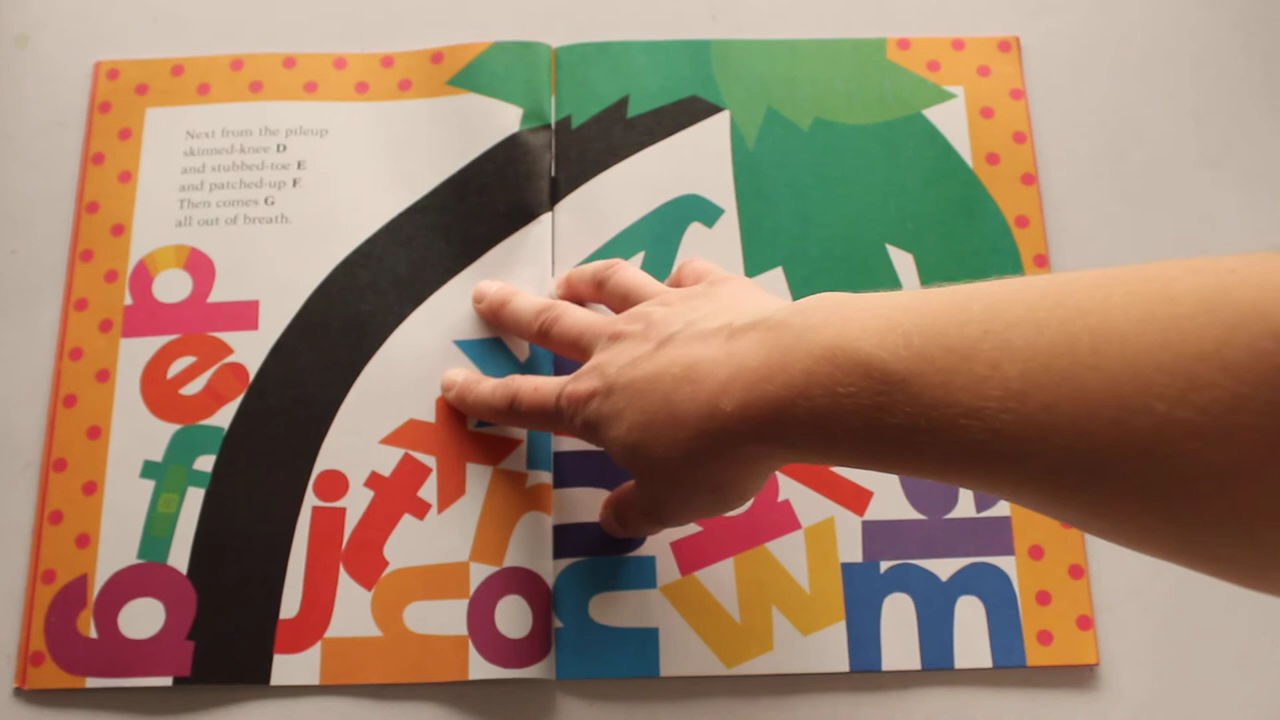 Next from the pileup
skinned-knee D
and stubbed-toe E
and patched-up F.
Then comes G
all out of breath.
d
e
f
g
j
t
x
r
h
o
n
w
m